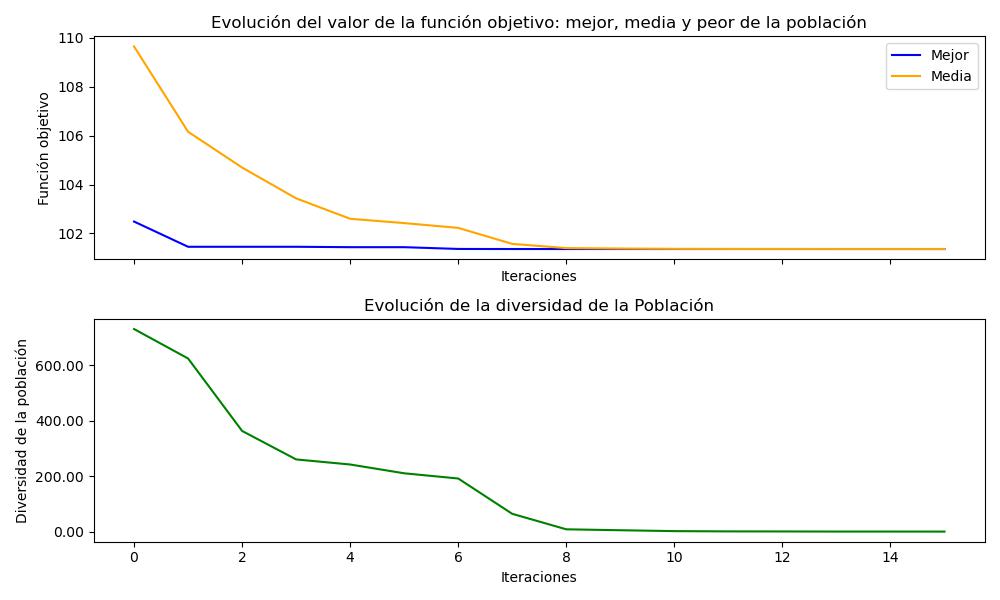 Evolución del valor de la función objetivo: mejor, media y peor de la población
110
108
106
104
102
Función objetivo
Mejor
Media
Iteraciones
Evolución de la diversidad de la Población
600.00
400.00
200.00
0.00
Diversidad de la población
0 2 4 6 8 10 12 14
Iteraciones